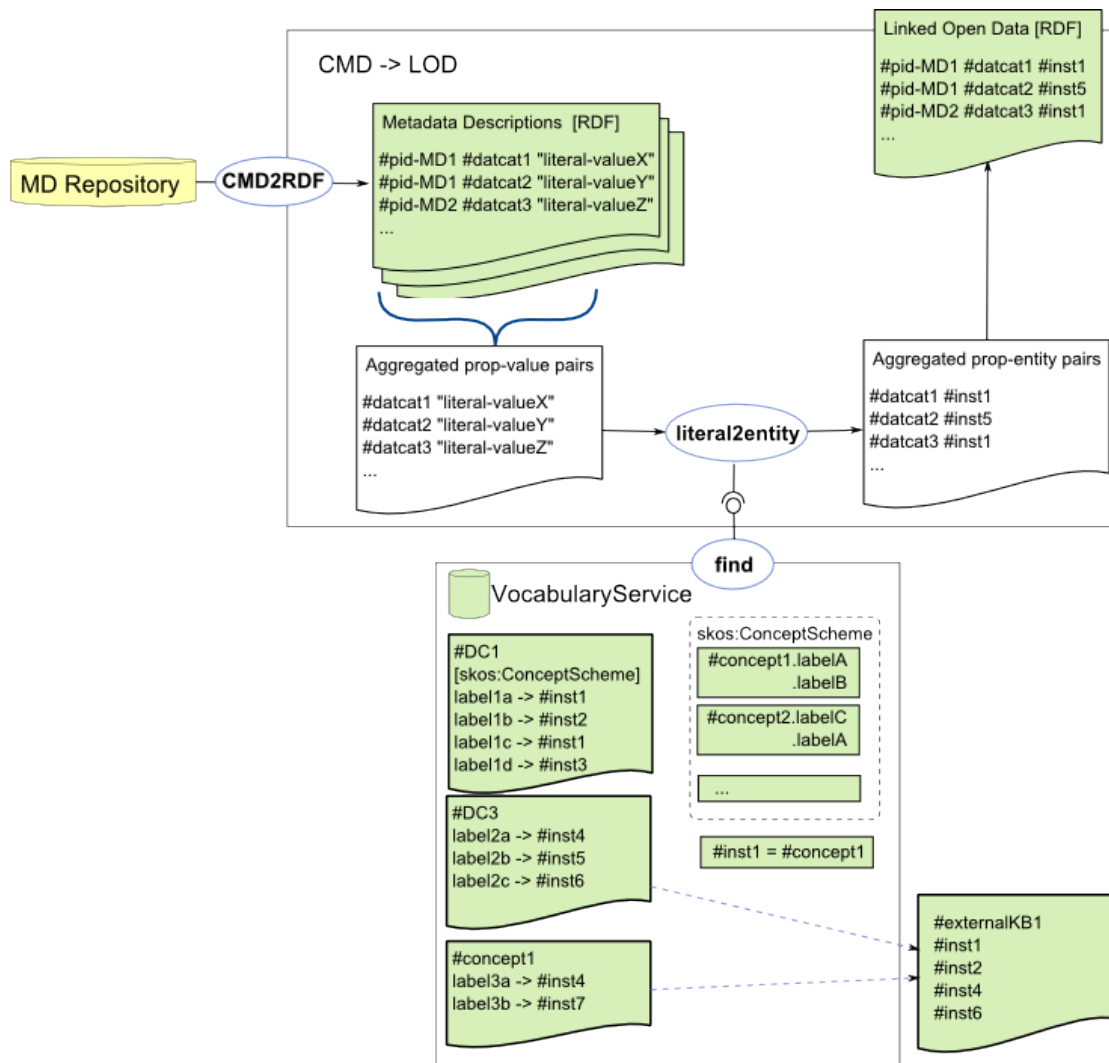 CMD -> LOD
Linked Open Data [RDF]
#pid-MD1 #datcat1 #inst1
#pid-MD1 #datcat2 #inst5
#pid-MD2 #datcat3 #inst1
...
Metadata Descriptions [RDF]
#pid-MD1 #datcat1 "literal-valueX"
#pid-MD1 #datcat2 "literal-valueY"
#pid-MD2 #datcat3 "literal-valueZ"
...
MD Repository
CMD2RDF
Aggregated prop-value pairs
#datcat1 "literal-valueX"
#datcat2 "literal-valueY"
#datcat3 "literal-valueZ"
...
literal2entity
Aggregated prop-entity pairs
#datcat1 #inst1
#datcat2 #inst5
#datcat3 #inst1
...
find
VocabularyService
#DC1
[skos:ConceptScheme]
label1a -> #inst1
label1b -> #inst2
label1c -> #inst1
label1d -> #inst3
skos:ConceptScheme
#concept1.labelA
.labelB
#concept2.labelC
.labelA
...
#inst1 = #concept1
#DC3
label2a -> #inst4
label2b -> #inst5
label2c -> #inst6
#concept1
label3a -> #inst4
label3b -> #inst7
#externalKB1
#inst1
#inst2
#inst4
#inst6